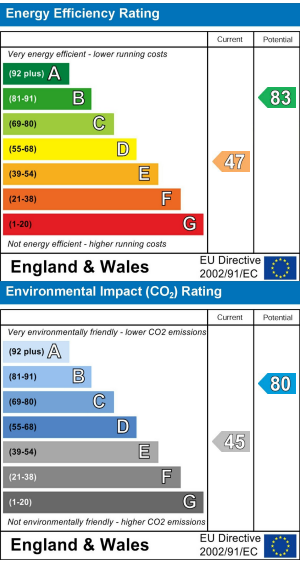 Energy Efficiency Rating
Current Potential
Very energy efficient - lower running costs
(92 plus) A
(81-91) B
83
(69-80) C
(55-68) D
47
(39-54) E
(21-38) F
(1-20) G
Not energy efficient - higher running costs
England & Wales
EU Directive
2002/91/EC
Environmental Impact (CO₂) Rating
Current Potential
Very environmentally friendly - lower CO2 emissions
(92 plus) A
(81-91) B
80
(69-80) C
(55-68) D
45
(39-54) E
(21-38) F
(1-20) G
Not environmentally friendly - higher CO2 emissions
England & Wales
EU Directive
2002/91/EC